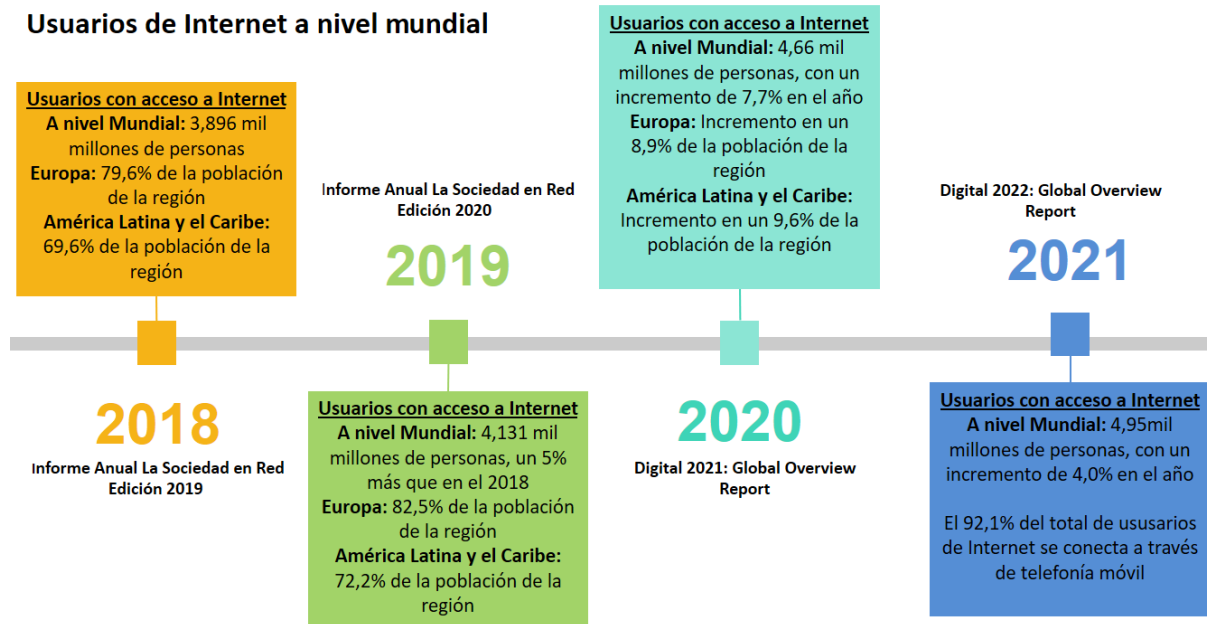 Usuarios de Internet a nivel mundial
Usuarios con acceso a Internet
A nivel Mundial: 3,896 mil
millones de personas
Europa: 79,6% de la población
de la región
América Latina y el Caribe:
69,6% de la población de la
región
2018
Informe Anual La Sociedad en Red
Edición 2019
Informe Anual La Sociedad en Red
Edición 2020
2019
Usuarios con acceso a Internet
A nivel Mundial: 4,131 mil
millones de personas, un 5%
más que en el 2018
Europa: 82,5% de la población
de la región
América Latina y el Caribe:
72,2% de la población de la
región
Usuarios con acceso a Internet
A nivel Mundial: 4,66 mil
millones de personas, con un
incremento de 7,7% en el año
Europa: Incremento en un
8,9% de la población de la
región
América Latina y el Caribe:
Incremento en un 9,6% de la
población de la región
2020
Digital 2021: Global Overview
Report
Digital 2022: Global Overview
Report
2021
Usuarios con acceso a Internet
A nivel Mundial: 4,95mil
millones de personas, con un
incremento de 4,0% en el año
El 92,1% del total de ususarios
de Internet se conecta a través
de telefonía móvil